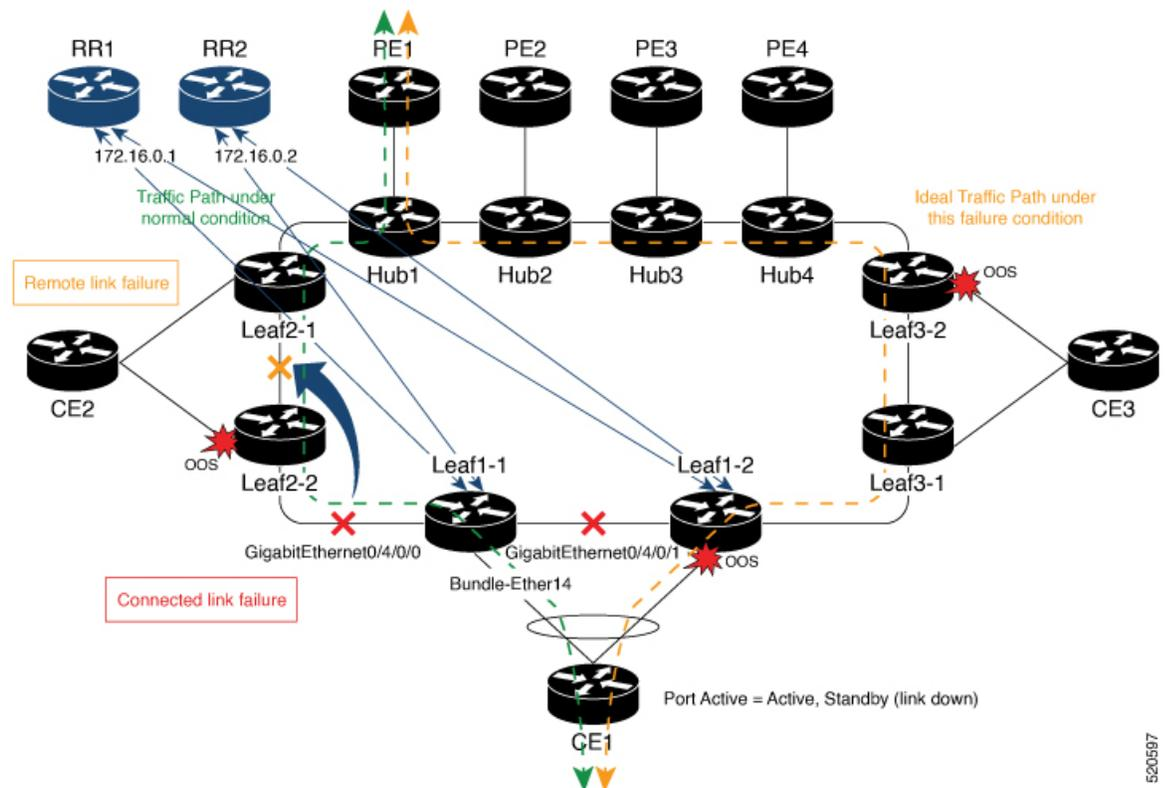 RR1
RR2
PE1
PE2
PE3
PE4
172.16.0.1
172.16.0.2
Traffic Path under
normal condition
Ideal Traffic Path under
this failure condition
Hub1
Hub2
Hub3
Hub4
Remote link failure
OOS
Leaf2-1
Leaf3-2
CE2
CE3
OOS
Leaf2-2
Leaf1-1
Leaf1-2
Leaf3-1
GigabitEthernet0/4/0/0
GigabitEthernet0/4/0/1
OOS
Bundle-Ether14
Connected link failure
Port Active = Active, Standby (link down)
CE1
520597